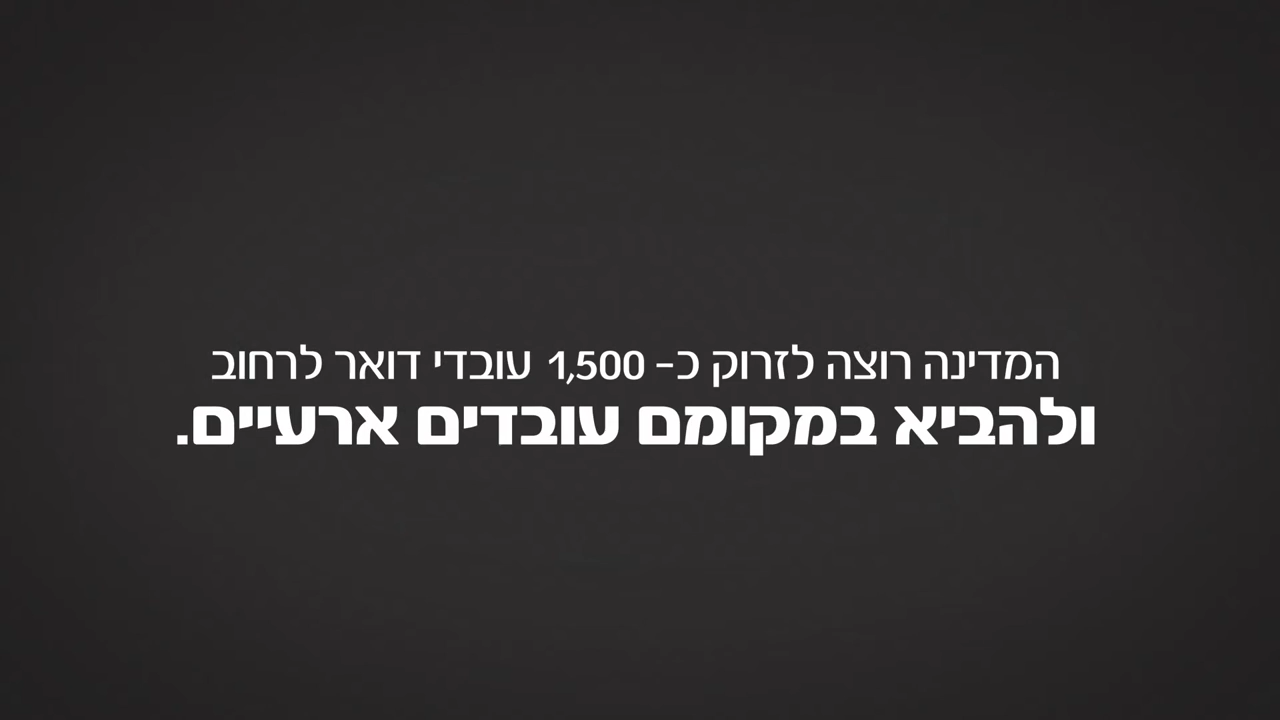 המדינה רוצה לזרוק כ- 1,500 עובדי דואר לרחוב
ולהביא במקומם עובדים ארעיים.